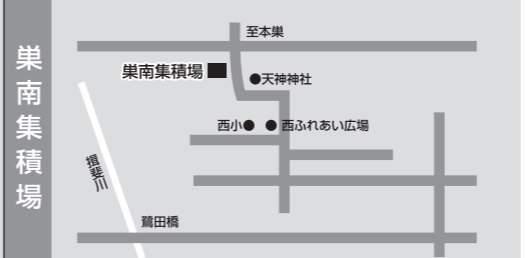 巣南集積場
至本巣
巣南集積場
●天神神社
西小● ● 西ふれあい広場
揖斐川
鷺田橋